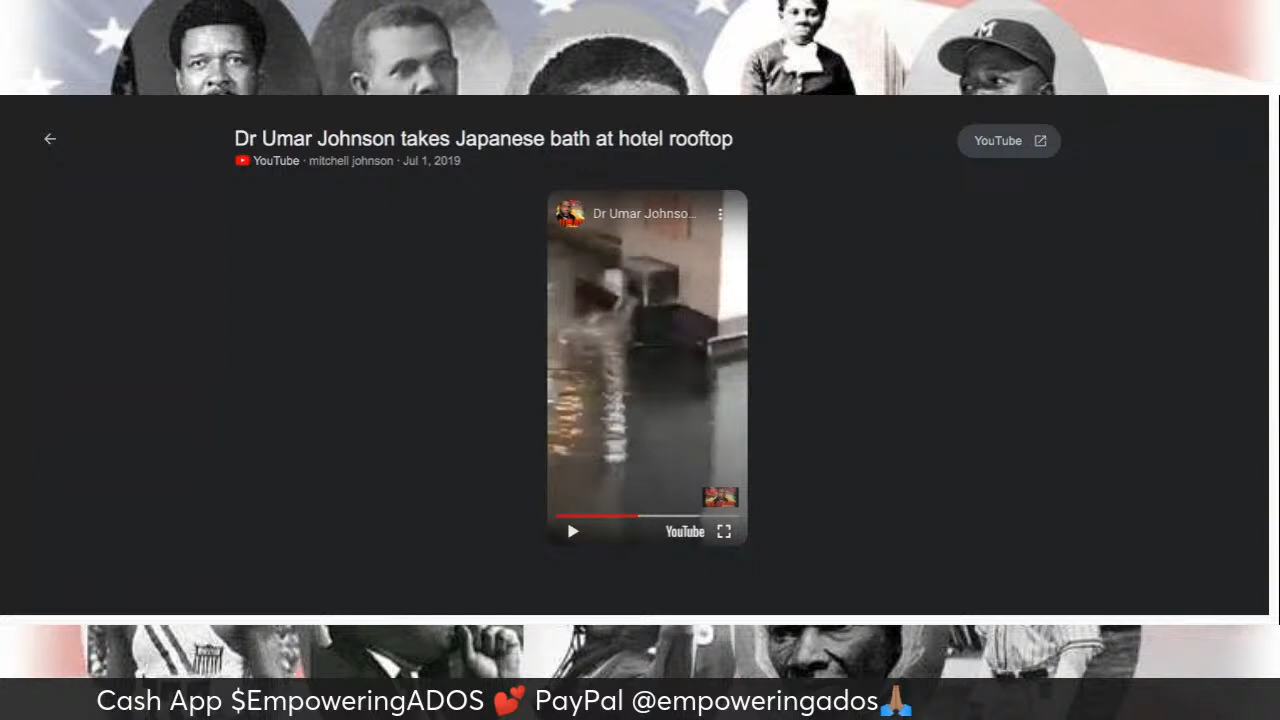 M
Dr Umar Johnson takes Japanese bath at hotel rooftop
YouTube · mitchell johnson · Jul 1, 2019
YouTube
Dr Umar Johnso...
YouTube
Cash App $EmpoweringADOS 💕 PayPal @empoweringados🙏🏽